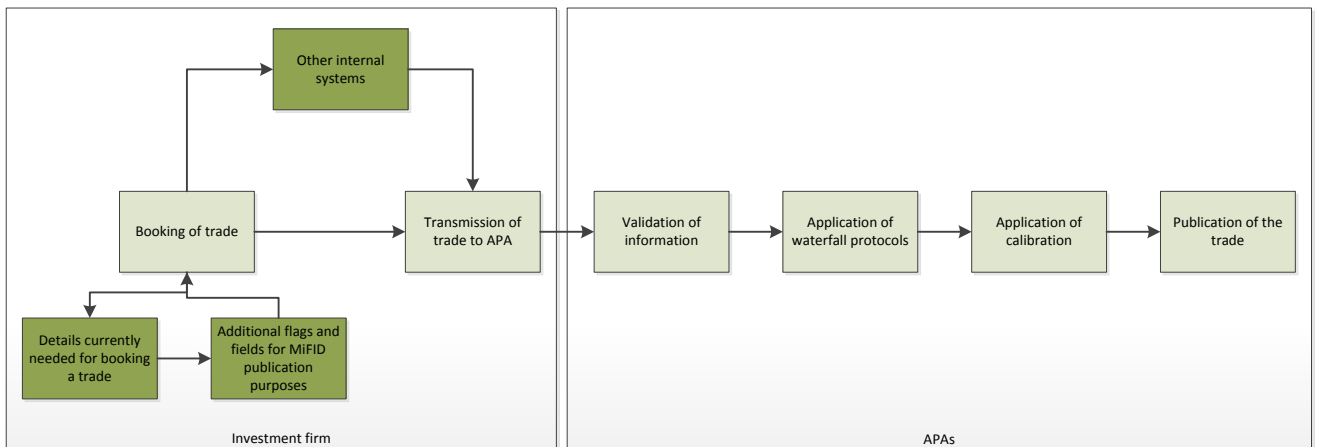 Other internal
systems
Booking of trade
Transmission of
trade to APA
Validation of
information
Application of
waterfall protocols
Application of
calibration
Publication of the
trade
Details currently
needed for booking
a trade
Additional flags and
fields for MiFID
publication
purposes
Investment firm
APAs